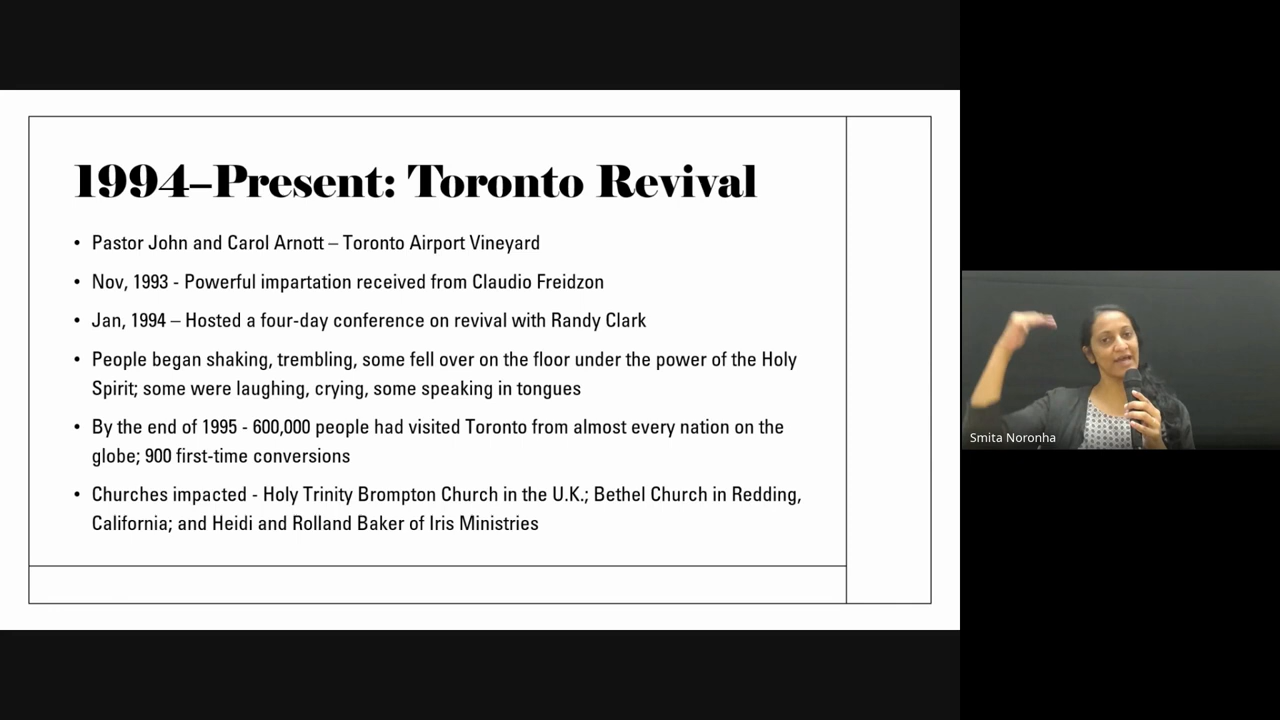 1994–Present: Toronto Revival
• Pastor John and Carol Arnott – Toronto Airport Vineyard
• Nov, 1993 - Powerful impartation received from Claudio Freidzon
• Jan, 1994 – Hosted a four-day conference on revival with Randy Clark
• People began shaking, trembling, some fell over on the floor under the power of the Holy
Spirit; some were laughing, crying, some speaking in tongues
• By the end of 1995 - 600,000 people had visited Toronto from almost every nation on the
globe; 900 first-time conversions
• Churches impacted - Holy Trinity Brompton Church in the U.K.; Bethel Church in Redding,
California; and Heidi and Rolland Baker of Iris Ministries
Smita Noronha